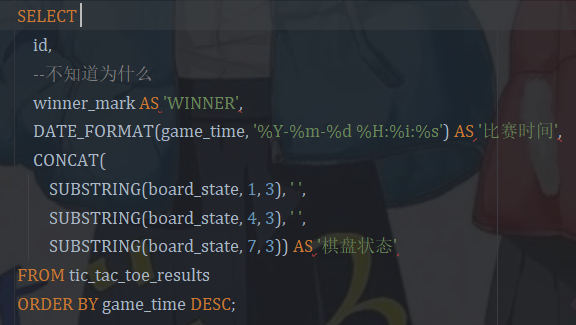 SELECT
id,
--不知道为什么
winner_mark AS 'WINNER',
DATE_FORMAT(game_time, '%Y-%m-%d %H:%i:%s') AS '比赛时间',
CONCAT(
SUBSTRING(board_state, 1, 3), ' ',
SUBSTRING(board_state, 4, 3), ' ',
SUBSTRING(board_state, 7, 3)) AS '棋盘状态'
FROM tic_tac_toe_results
ORDER BY game_time DESC;